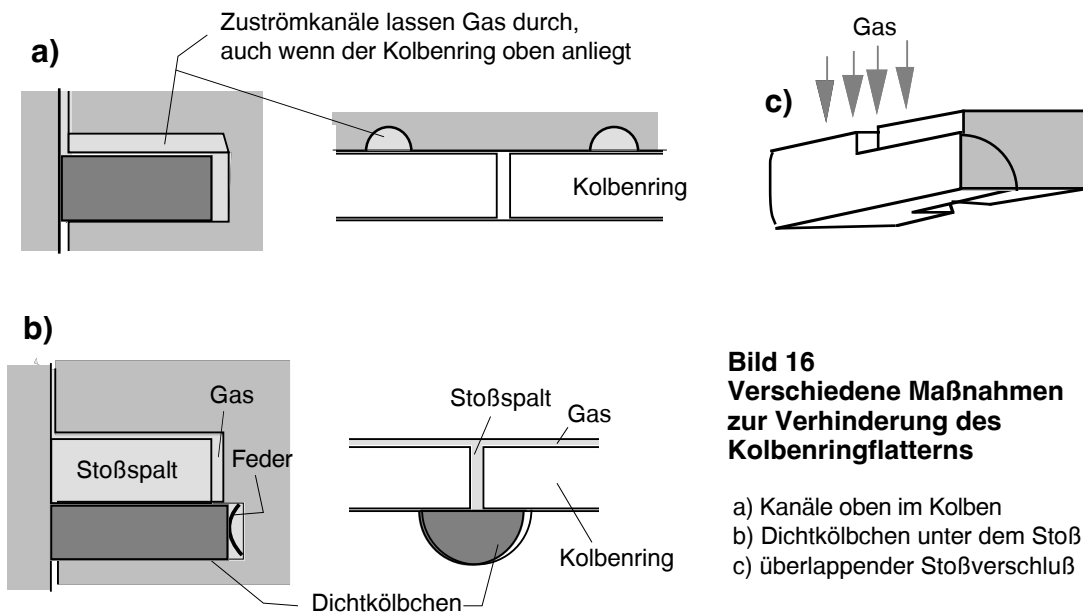 Zuströmkanäle lassen Gas durch,
auch wenn der Kolbenring oben anliegt
a)
Kolbenring
Gas
c)
b)
Gas
Stoßspalt
Feder
Dichtkölbchen
Stoßspalt
Gas
Kolbenring
Bild 16
Verschiedene Maßnahmen
zur Verhinderung des
Kolbenringflatterns
a) Kanäle oben im Kolben
b) Dichtkölbchen unter dem Stoß
c) überlappender Stoßverschluß